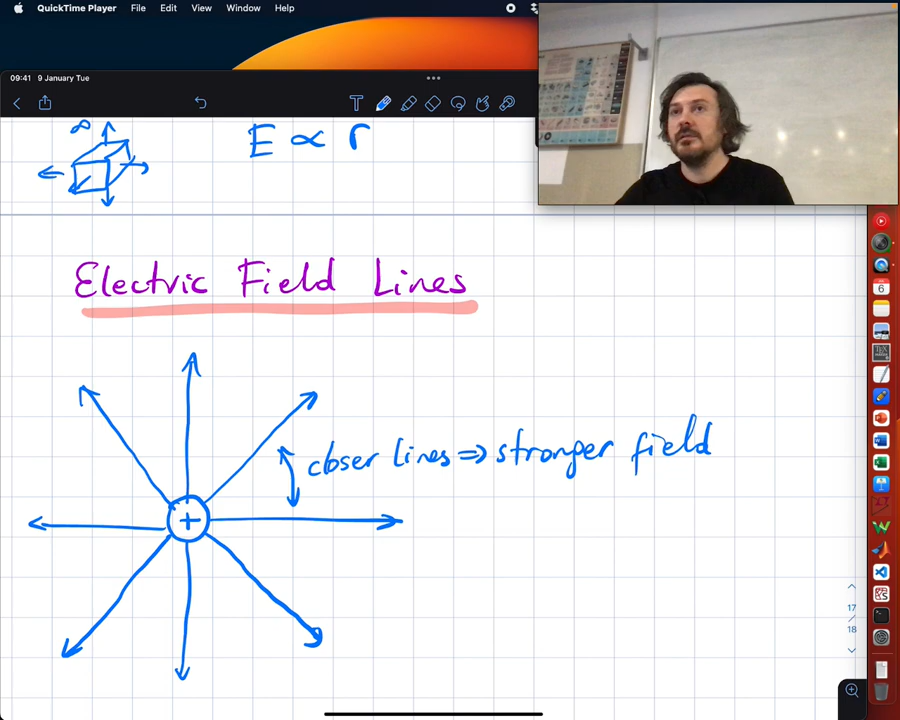 QuickTime Player File Edit View Window Help
09:41 9 January Tue
∞
E ∝ r
Electric Field Lines
closer lines ⇒ stronger field
+
17
/
18
6